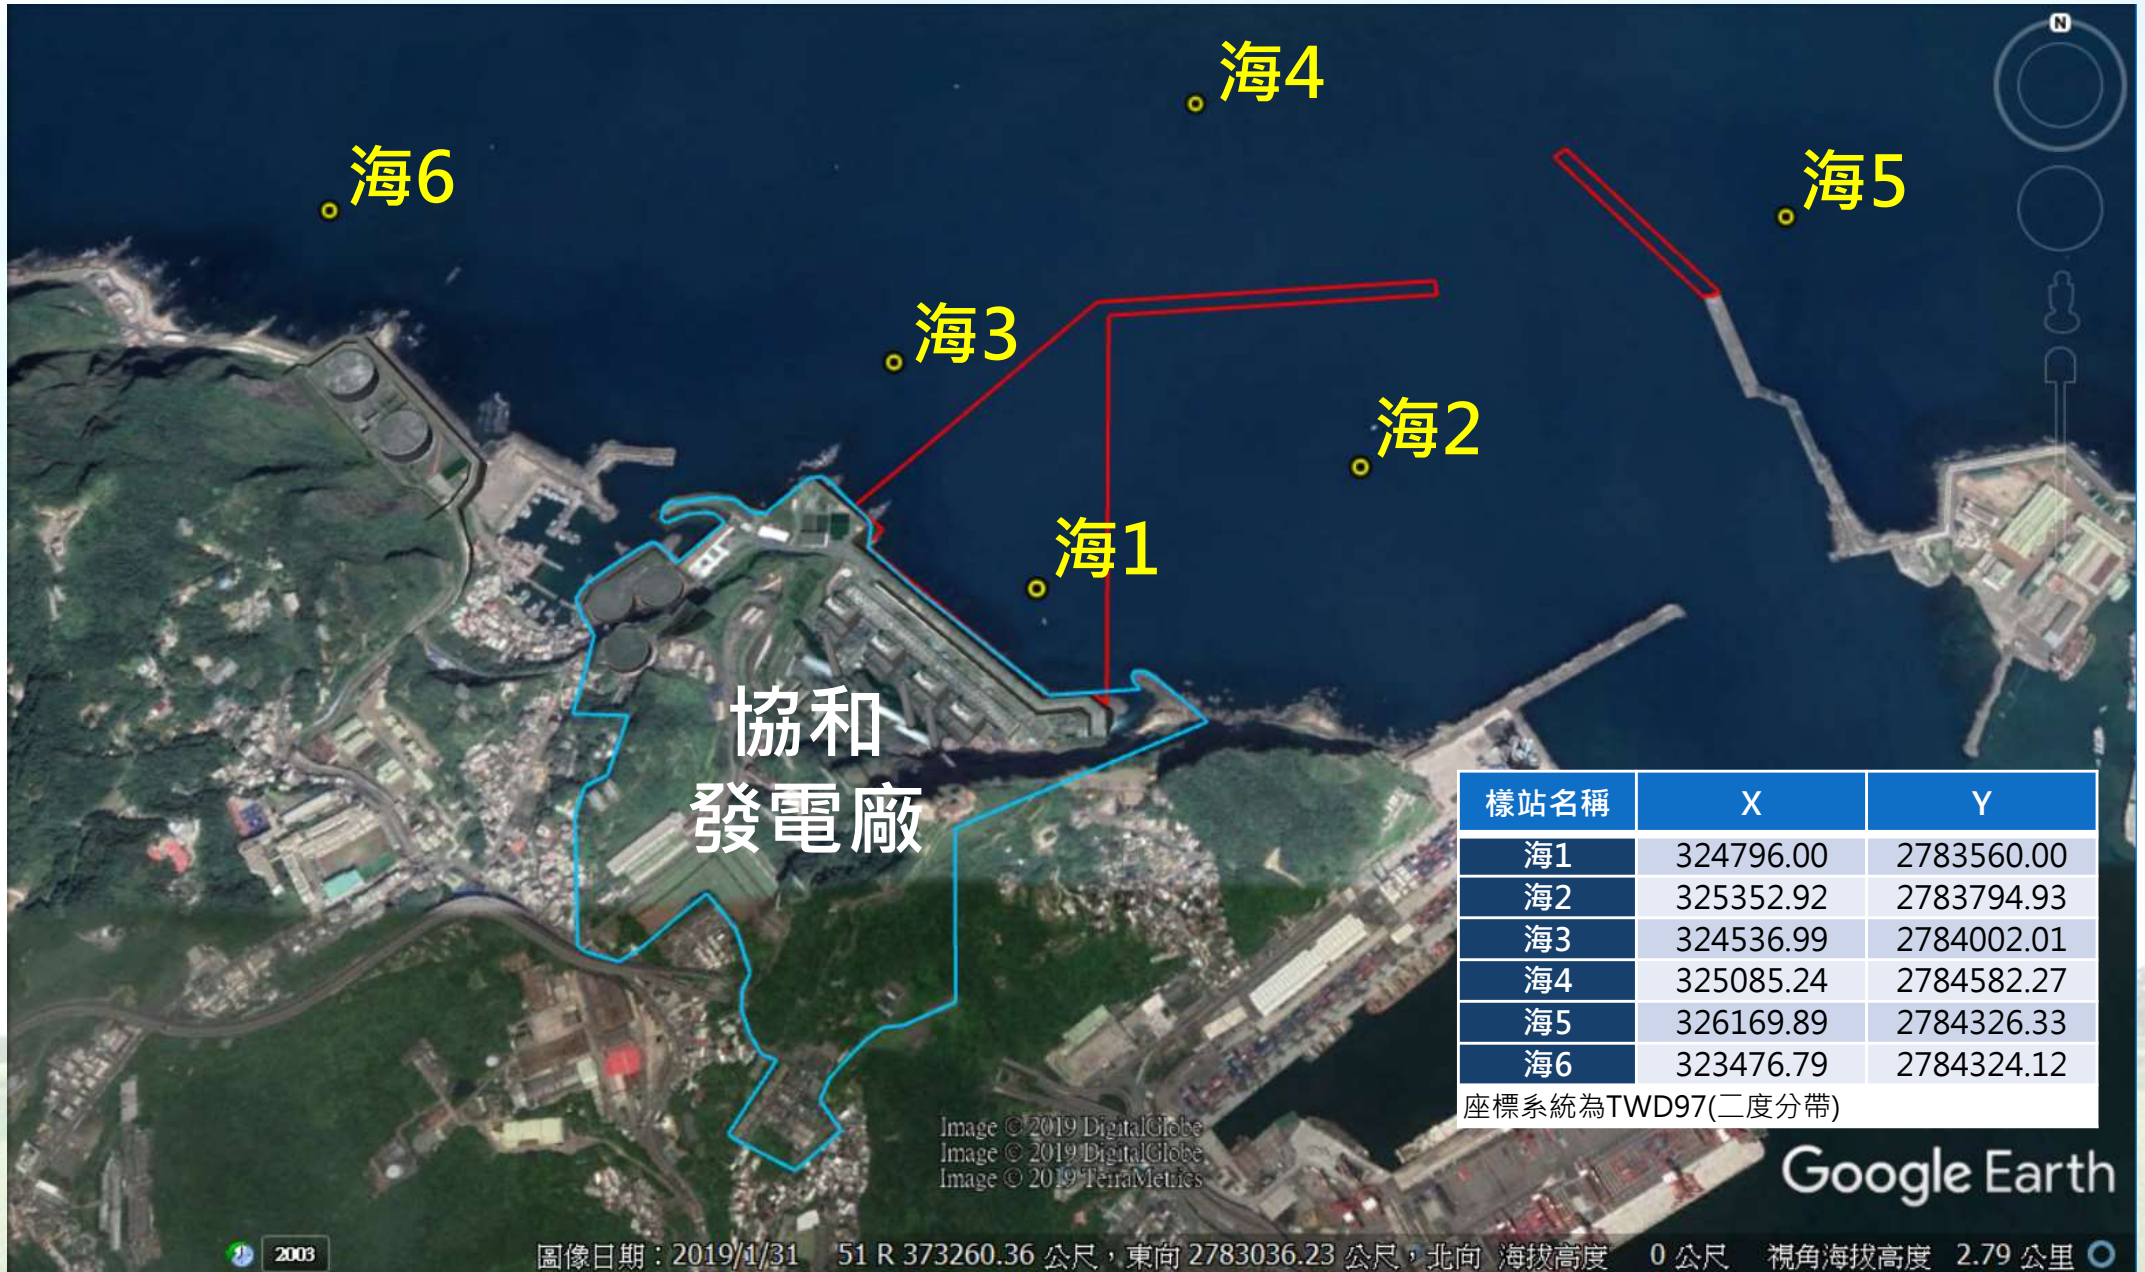 N
海4
海6
海5
海3
海2
海1
協和
發電廠
樣站名稱 X Y
海1 324796.00 2783560.00
海2 325352.92 2783794.93
海3 324536.99 2784002.01
海4 325085.24 2784582.27
海5 326169.89 2784326.33
海6 323476.79 2784324.12
座標系統為TWD97(二度分帶)
Image © 2019 DigitalGlobe
Image © 2019 DigitalGlobe
Image © 2019 TerraMetrics
Google Earth
2003
圖像日期：2019/1/31 51 R 373260.36 公尺，東向 2783036.23 公尺，北向 海拔高度 0 公尺 視角海拔高度 2.79 公里